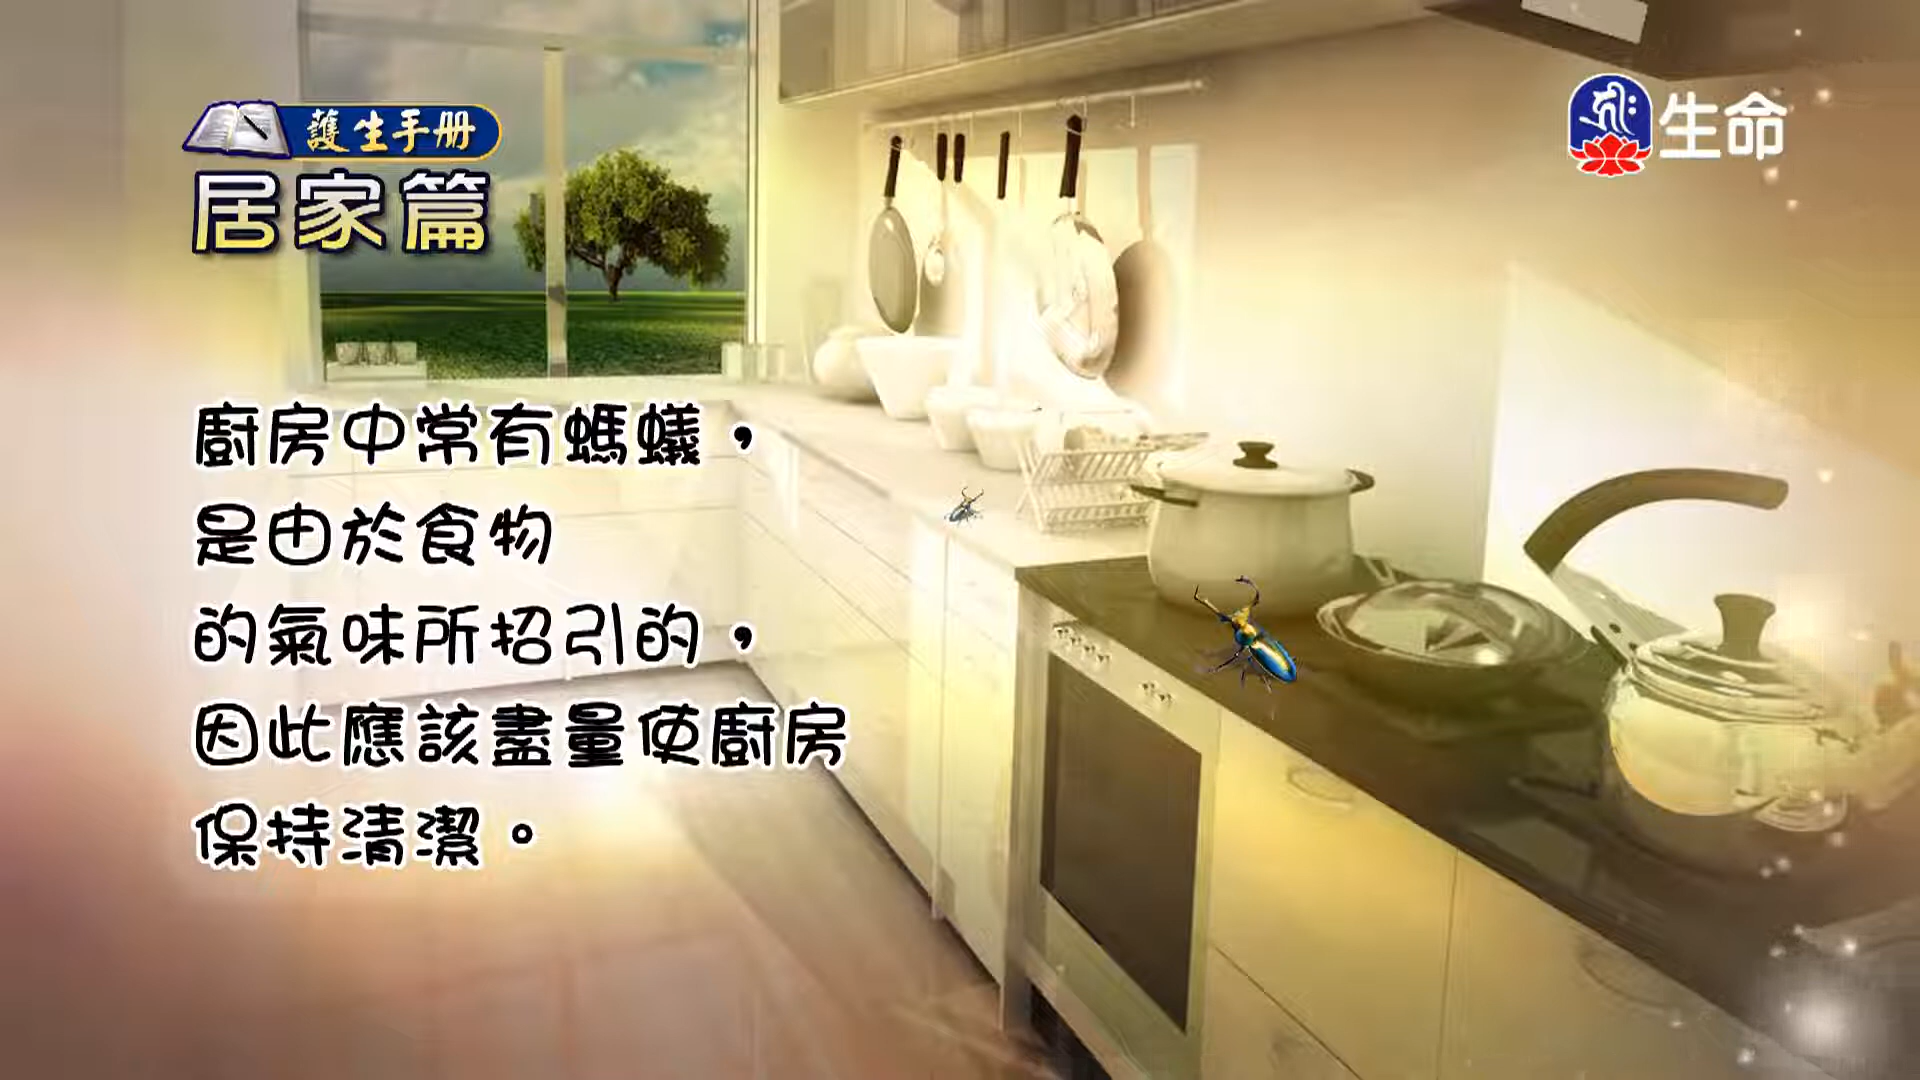 護生手册
居家篇
生命
廚房中常有螞蟻，
是由於食物
的氣味所招引的，
因此應該盡量使廚房
保持清潔。